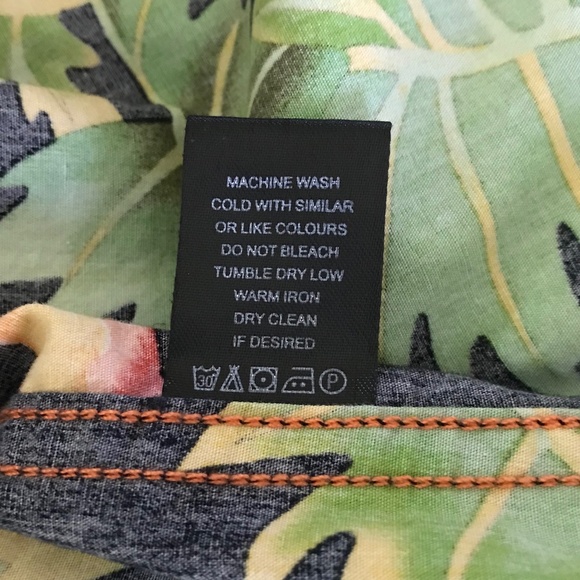 MACHINE WASH
COLD WITH SIMILAR
OR LIKE COLOURS
DO NOT BLEACH
TUMBLE DRY LOW
WARM IRON
DRY CLEAN
IF DESIRED
30 P